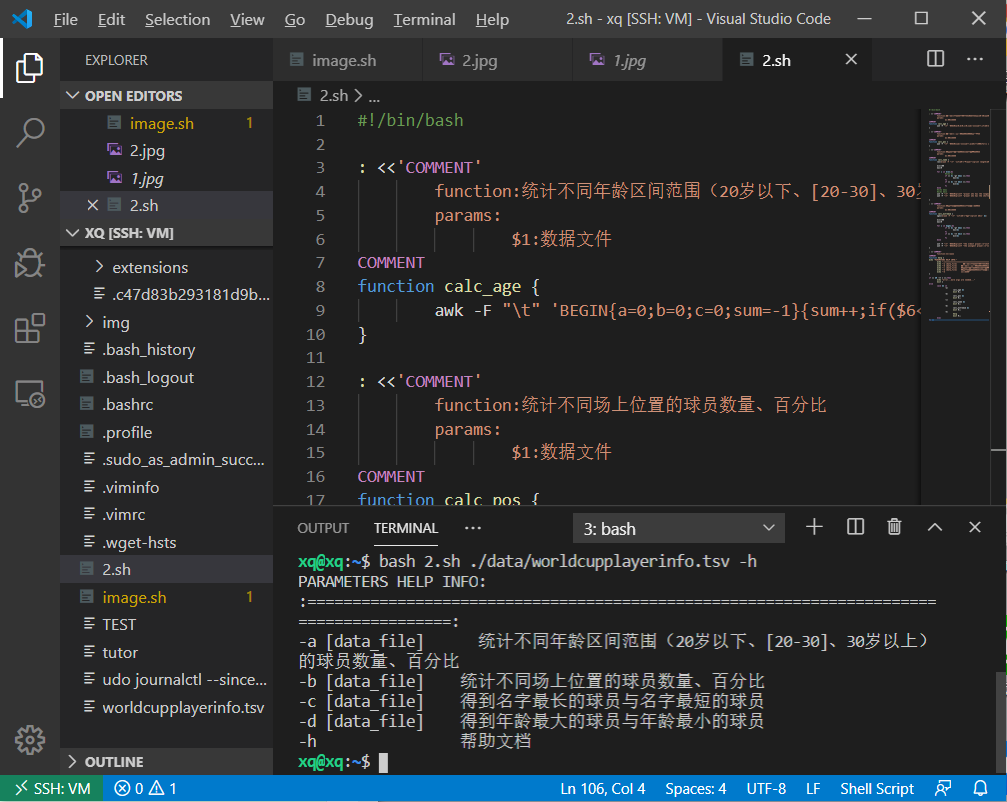 File Edit Selection View Go Debug Terminal Help 2.sh - xq [SSH: VM] - Visual Studio Code
EXPLORER
OPEN EDITORS
image.sh 1
2.jpg
1.jpg
2.sh
XQ [SSH: VM]
extensions
.c47d83b293181d9b...
img
.bash_history
.bash_logout
.bashrc
.profile
.sudo_as_admin_succ...
.viminfo
.vimrc
.wget-hsts
2.sh
image.sh 1
TEST
tutor
udo journalctl --since...
worldcupplayerinfo.tsv
OUTLINE
image.sh 2.jpg 1.jpg 2.sh
2.sh > ...
1 #!/bin/bash
2
3 : <<'COMMENT'
4 function:统计不同年龄区间范围（20岁以下、[20-30]、30
5 params:
6 $1:数据文件
7 COMMENT
8 function calc_age {
9 awk -F "\t" 'BEGIN{a=0;b=0;c=0;sum=-1}{sum++;if($6<
10 }
11
12 : <<'COMMENT'
13 function:统计不同场上位置的球员数量、百分比
14 params:
15 $1:数据文件
16 COMMENT
17 function calc_pos {
OUTPUT TERMINAL ... 3: bash
xq@xq:~$ bash 2.sh ./data/worldcupplayerinfo.tsv -h
PARAMETERS HELP INFO:
:======================================================================
=================:
-a [data_file] 统计不同年龄区间范围（20岁以下、[20-30]、30岁以上）
的球员数量、百分比
-b [data_file] 统计不同场上位置的球员数量、百分比
-c [data_file] 得到名字最长的球员与名字最短的球员
-d [data_file] 得到年龄最大的球员与年龄最小的球员
-h 帮助文档
xq@xq:~$
SSH: VM 0 1 Ln 106, Col 4 Spaces: 4 UTF-8 LF Shell Script